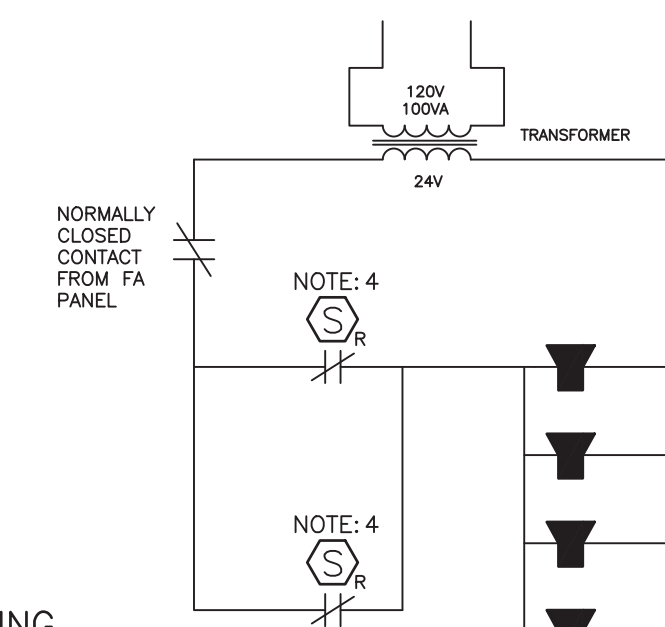 120V
100VA
TRANSFORMER
24V
NORMALLY
CLOSED
CONTACT
FROM FA
PANEL
NOTE: 4
S
R
NOTE: 4
S
R